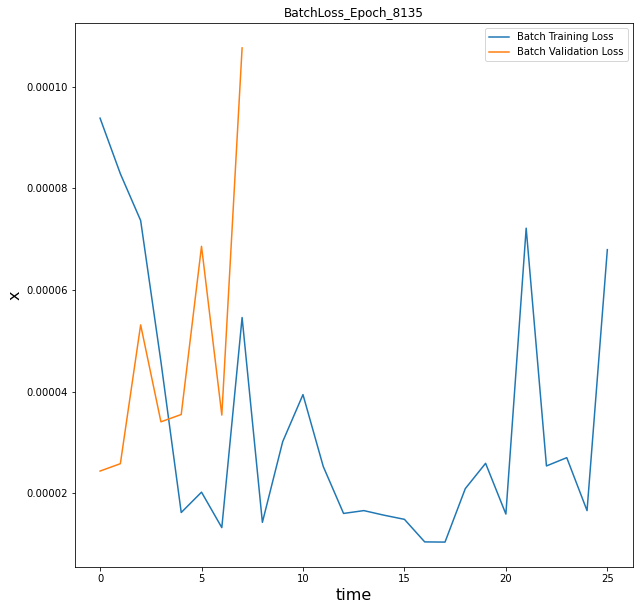 BatchLoss_Epoch_8135
Batch Training Loss
Batch Validation Loss
0.00010
0.00008
0.00006
0.00004
0.00002
x
0 5 10 15 20 25
time